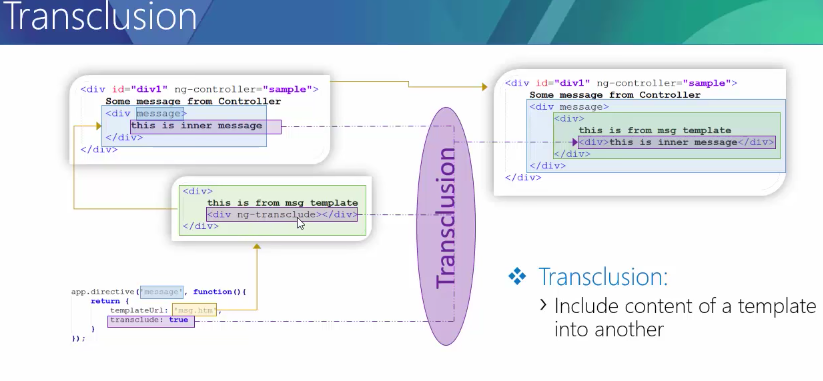 Transclusion
<div id="div1" ng-controller="sample">
Some message from Controller
<div message>
this is inner message
</div>
</div>
<div>
this is from msg template
<div ng-transclude></div>
</div>
app.directive("message", function(){
return {
templateUrl: "msg.htm",
transclude: true
}
});
Transclusion
<div id="div1" ng-controller="sample">
Some message from Controller
<div message>
<div>
this is from msg template
<div>this is inner message</div>
</div>
</div>
</div>
❖ Transclusion:
› Include content of a template
into another